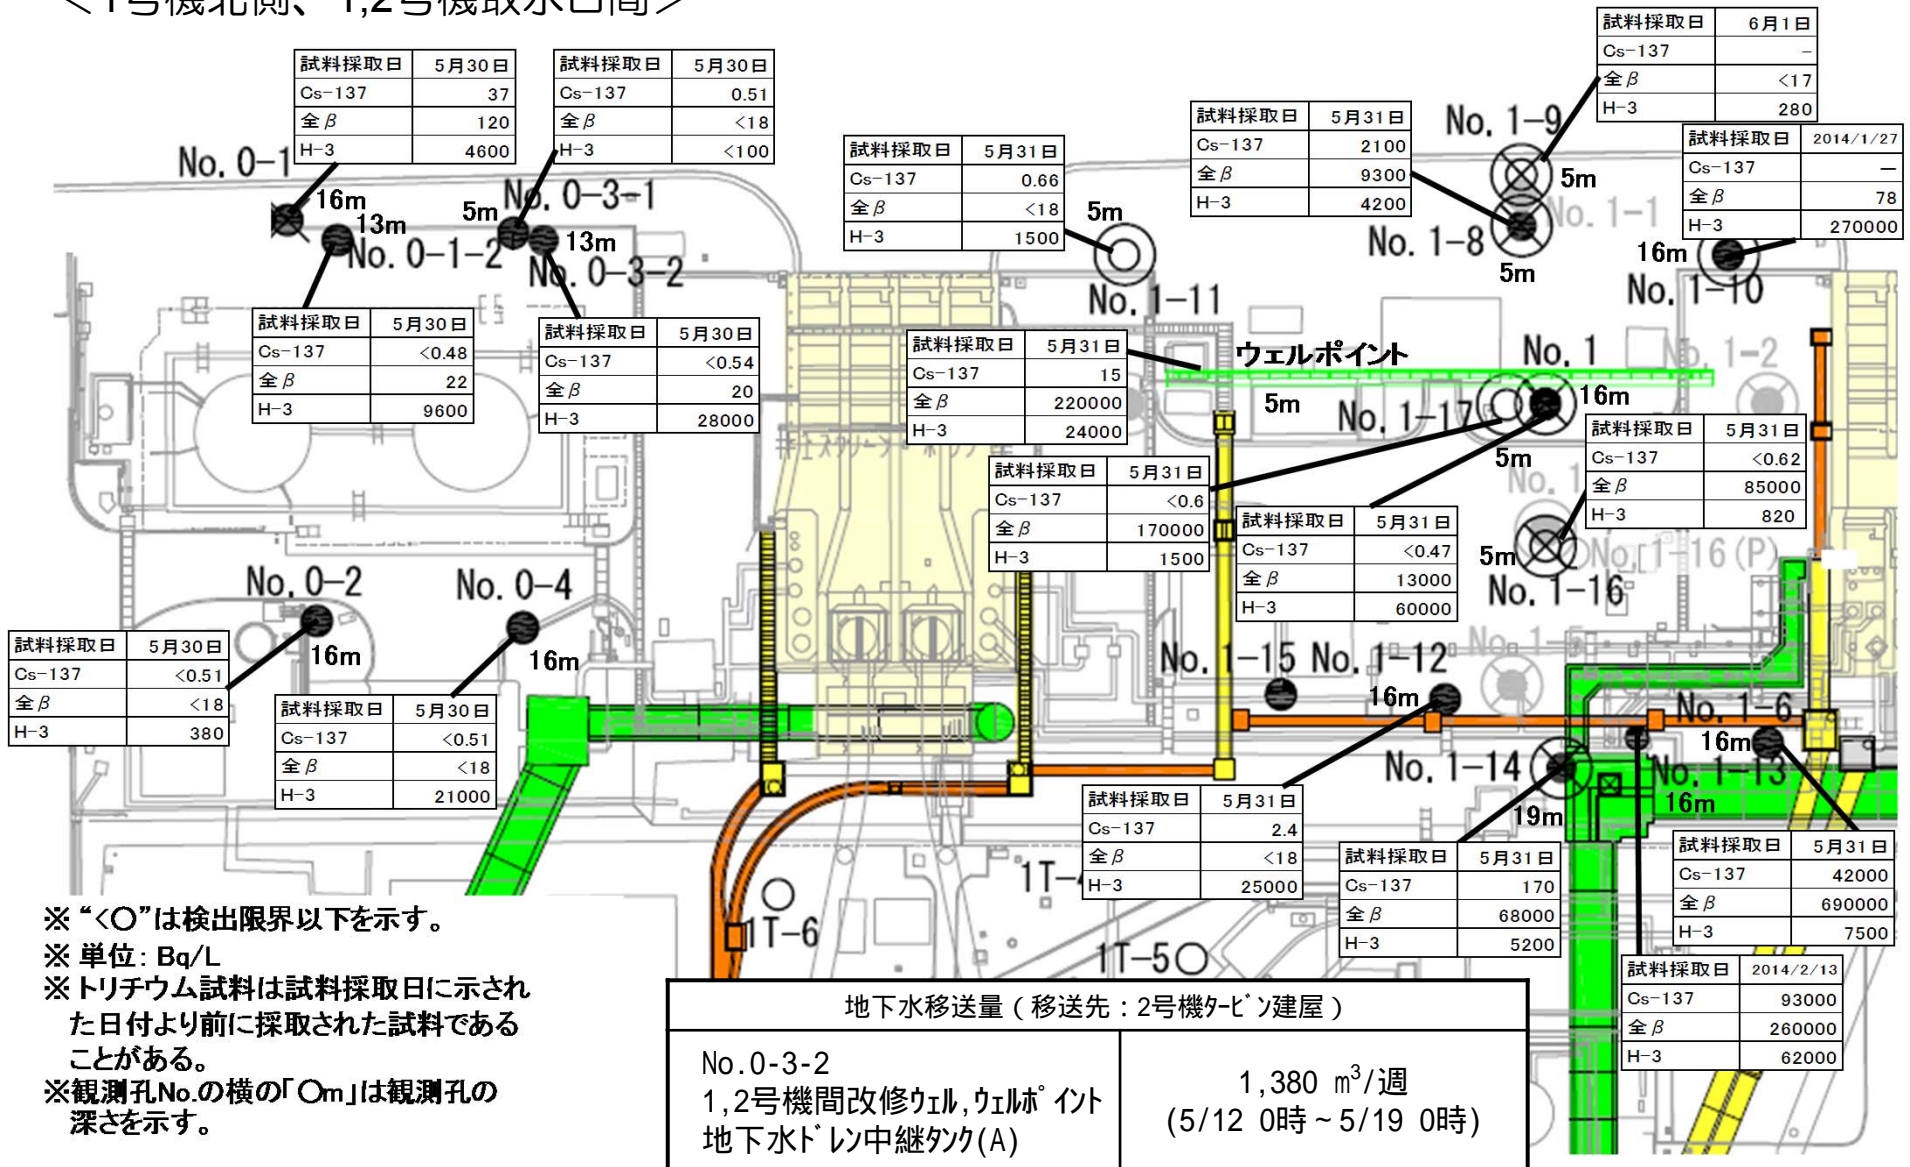 ＜1号機北側、1,2号機取水口間＞
試料採取日 5月30日
Cs-137 37
全β 120
H-3 4600
試料採取日 5月30日
Cs-137 0.51
全β <18
H-3 <100
試料採取日 5月31日
Cs-137 0.66
全β <18
H-3 1500
試料採取日 5月31日
Cs-137 2100
全β 9300
H-3 4200
試料採取日 6月1日
Cs-137 -
全β <17
H-3 280
試料採取日 2014/1/27
Cs-137 —
全β 78
H-3 270000
No. 0-1
16m
No. 0-1-2
13m
No. 0-3-1
5m
No. 0-3-2
13m
No. 1-11
5m
No. 1-9
5m
No. 1-1
No. 1-8
5m
No. 1-10
16m
試料採取日 5月30日
Cs-137 <0.48
全β 22
H-3 9600
試料採取日 5月30日
Cs-137 <0.54
全β 20
H-3 28000
試料採取日 5月31日
Cs-137 15
全β 220000
H-3 24000
ウェルポイント
5m
No. 1
16m
No. 1-2
No. 1-17
5m
試料採取日 5月31日
Cs-137 <0.6
全β 170000
H-3 1500
試料採取日 5月31日
Cs-137 <0.47
全β 13000
H-3 60000
試料採取日 5月31日
Cs-137 <0.62
全β 85000
H-3 820
5m
No. 1-16(P)
No. 1-16
No. 0-2
16m
No. 0-4
16m
No. 1-5
No. 1-15
No. 1-12
16m
No. 1-6
16m
No. 1-14
19m
No. 1-13
16m
試料採取日 5月30日
Cs-137 <0.51
全β <18
H-3 380
試料採取日 5月30日
Cs-137 <0.51
全β <18
H-3 21000
試料採取日 5月31日
Cs-137 2.4
全β <18
H-3 25000
試料採取日 5月31日
Cs-137 170
全β 68000
H-3 5200
試料採取日 5月31日
Cs-137 42000
全β 690000
H-3 7500
試料採取日 2014/2/13
Cs-137 93000
全β 260000
H-3 62000
1T-6
1T-5
※ “<○”は検出限界以下を示す。
※ 単位：Bq/L
※ トリチウム試料は試料採取日に示され
た日付より前に採取された試料である
ことがある。
※観測孔No.の横の「○m」は観測孔の
深さを示す。
地下水移送量（移送先：2号機ﾀｰﾋﾞﾝ建屋）
No.0-3-2
1,2号機間改修ｳｪﾙ,ｳｪﾙﾎﾟｲﾝﾄ
地下水ﾄﾞﾚﾝ中継ﾀﾝｸ(A)
1,380 m³/週
(5/12 0時～5/19 0時)